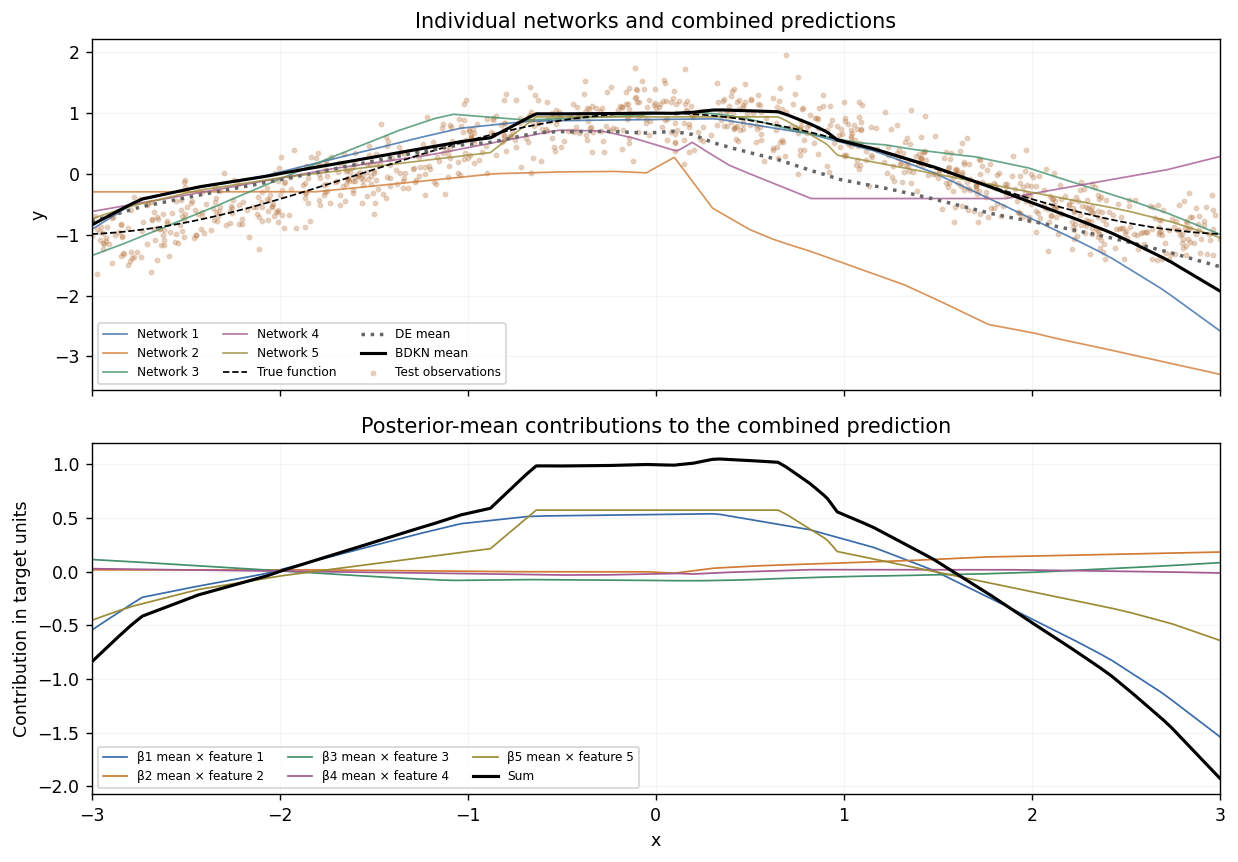 Individual networks and combined predictions
2
1
0
−1
−2
−3
y
Network 1
Network 2
Network 3
Network 4
Network 5
True function
DE mean
BDKN mean
Test observations
Posterior-mean contributions to the combined prediction
1.0
0.5
0.0
−0.5
−1.0
−1.5
−2.0
Contribution in target units
β1 mean × feature 1
β2 mean × feature 2
β3 mean × feature 3
β4 mean × feature 4
β5 mean × feature 5
Sum
−3
−2
−1
0
1
2
3
x